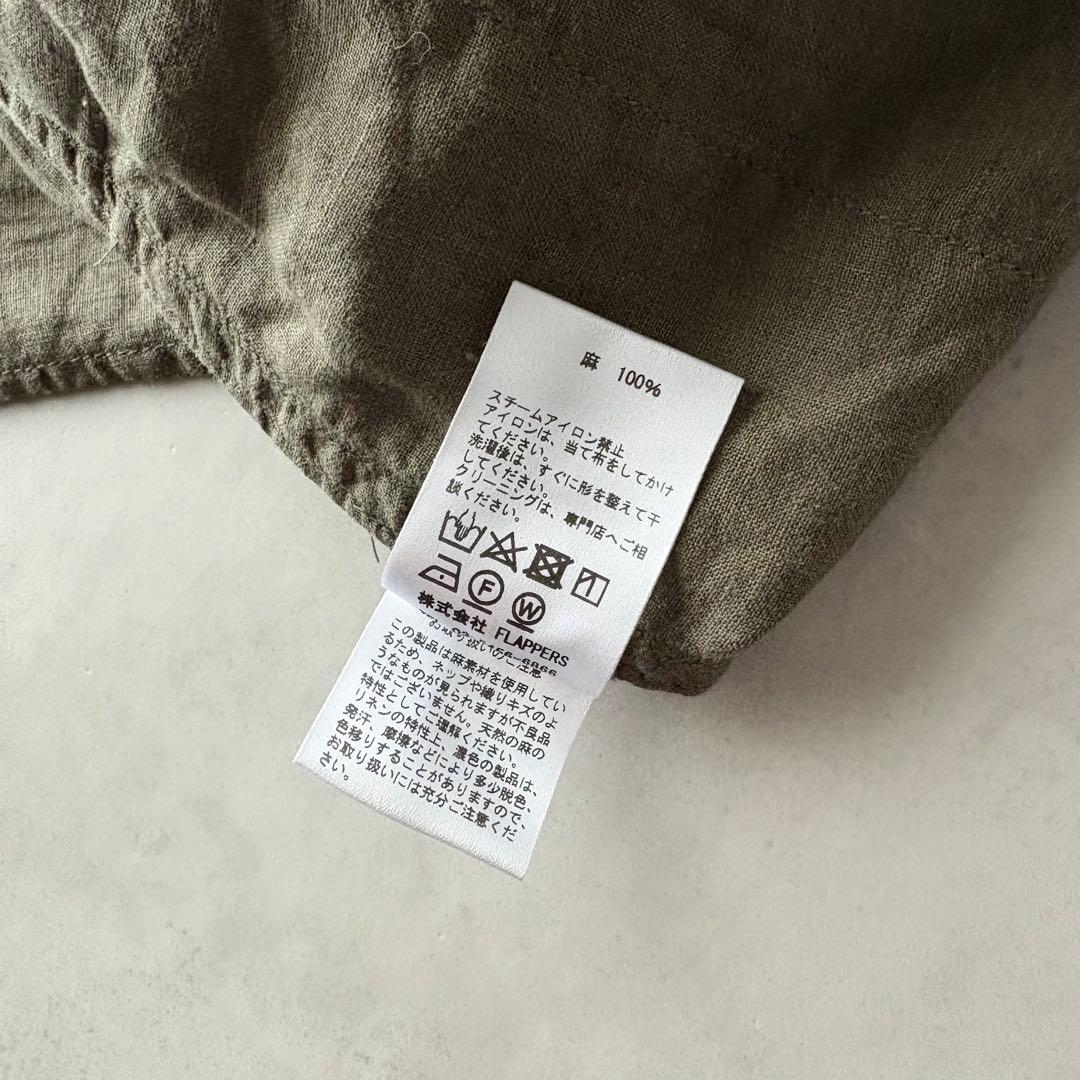 麻 100%
スチームアイロン禁止
アイロンは、当て布をしてかけ
てください。
洗濯後は、すぐに形を整えて干
してください。
クリーニングは、専門店へご相
談ください。
F
W
株式会社 FLAPPERS
6866
この製品は麻素材を使用してい
るため、ネップや織りキズのよ
うなものが見られますが不良品
ではございません。天然の麻の
特性としてご理解ください。
リネンの特性上、濃色の製品は、
発汗、摩擦などにより多少脱色、
色移りすることがありますので、
お取り扱いには充分ご注意くだ
さい。